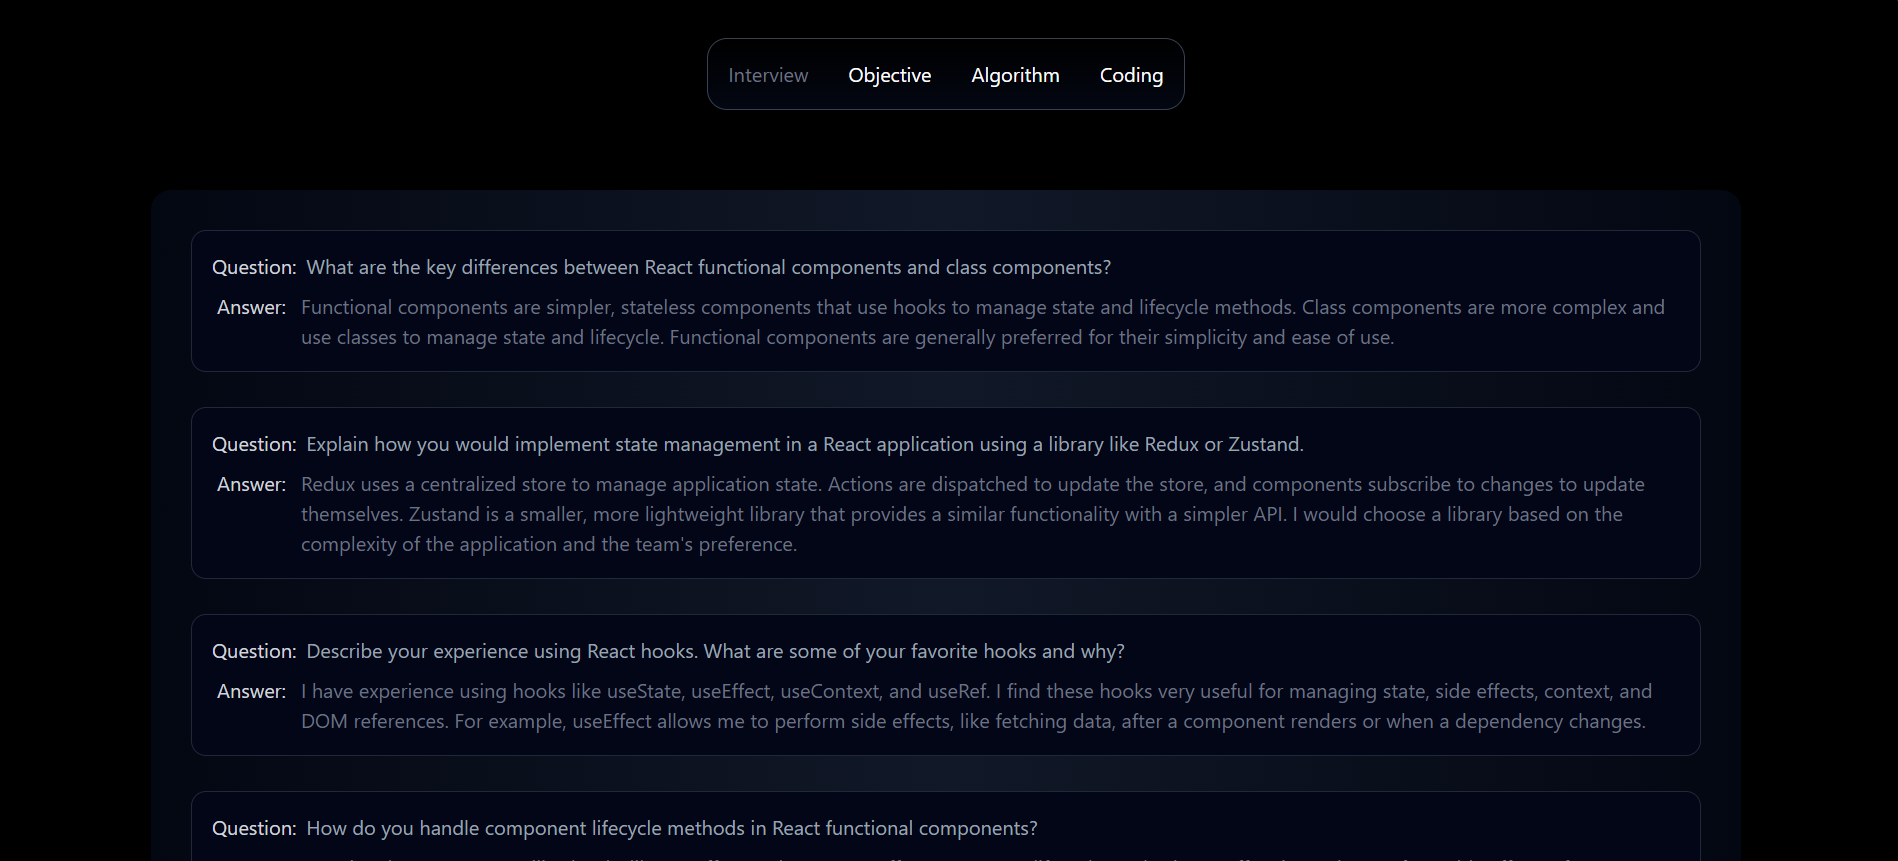 Interview Objective Algorithm Coding
Question: What are the key differences between React functional components and class components?
Answer: Functional components are simpler, stateless components that use hooks to manage state and lifecycle methods. Class components are more complex and
use classes to manage state and lifecycle. Functional components are generally preferred for their simplicity and ease of use.
Question: Explain how you would implement state management in a React application using a library like Redux or Zustand.
Answer: Redux uses a centralized store to manage application state. Actions are dispatched to update the store, and components subscribe to changes to update
themselves. Zustand is a smaller, more lightweight library that provides a similar functionality with a simpler API. I would choose a library based on the
complexity of the application and the team's preference.
Question: Describe your experience using React hooks. What are some of your favorite hooks and why?
Answer: I have experience using hooks like useState, useEffect, useContext, and useRef. I find these hooks very useful for managing state, side effects, context, and
DOM references. For example, useEffect allows me to perform side effects, like fetching data, after a component renders or when a dependency changes.
Question: How do you handle component lifecycle methods in React functional components?